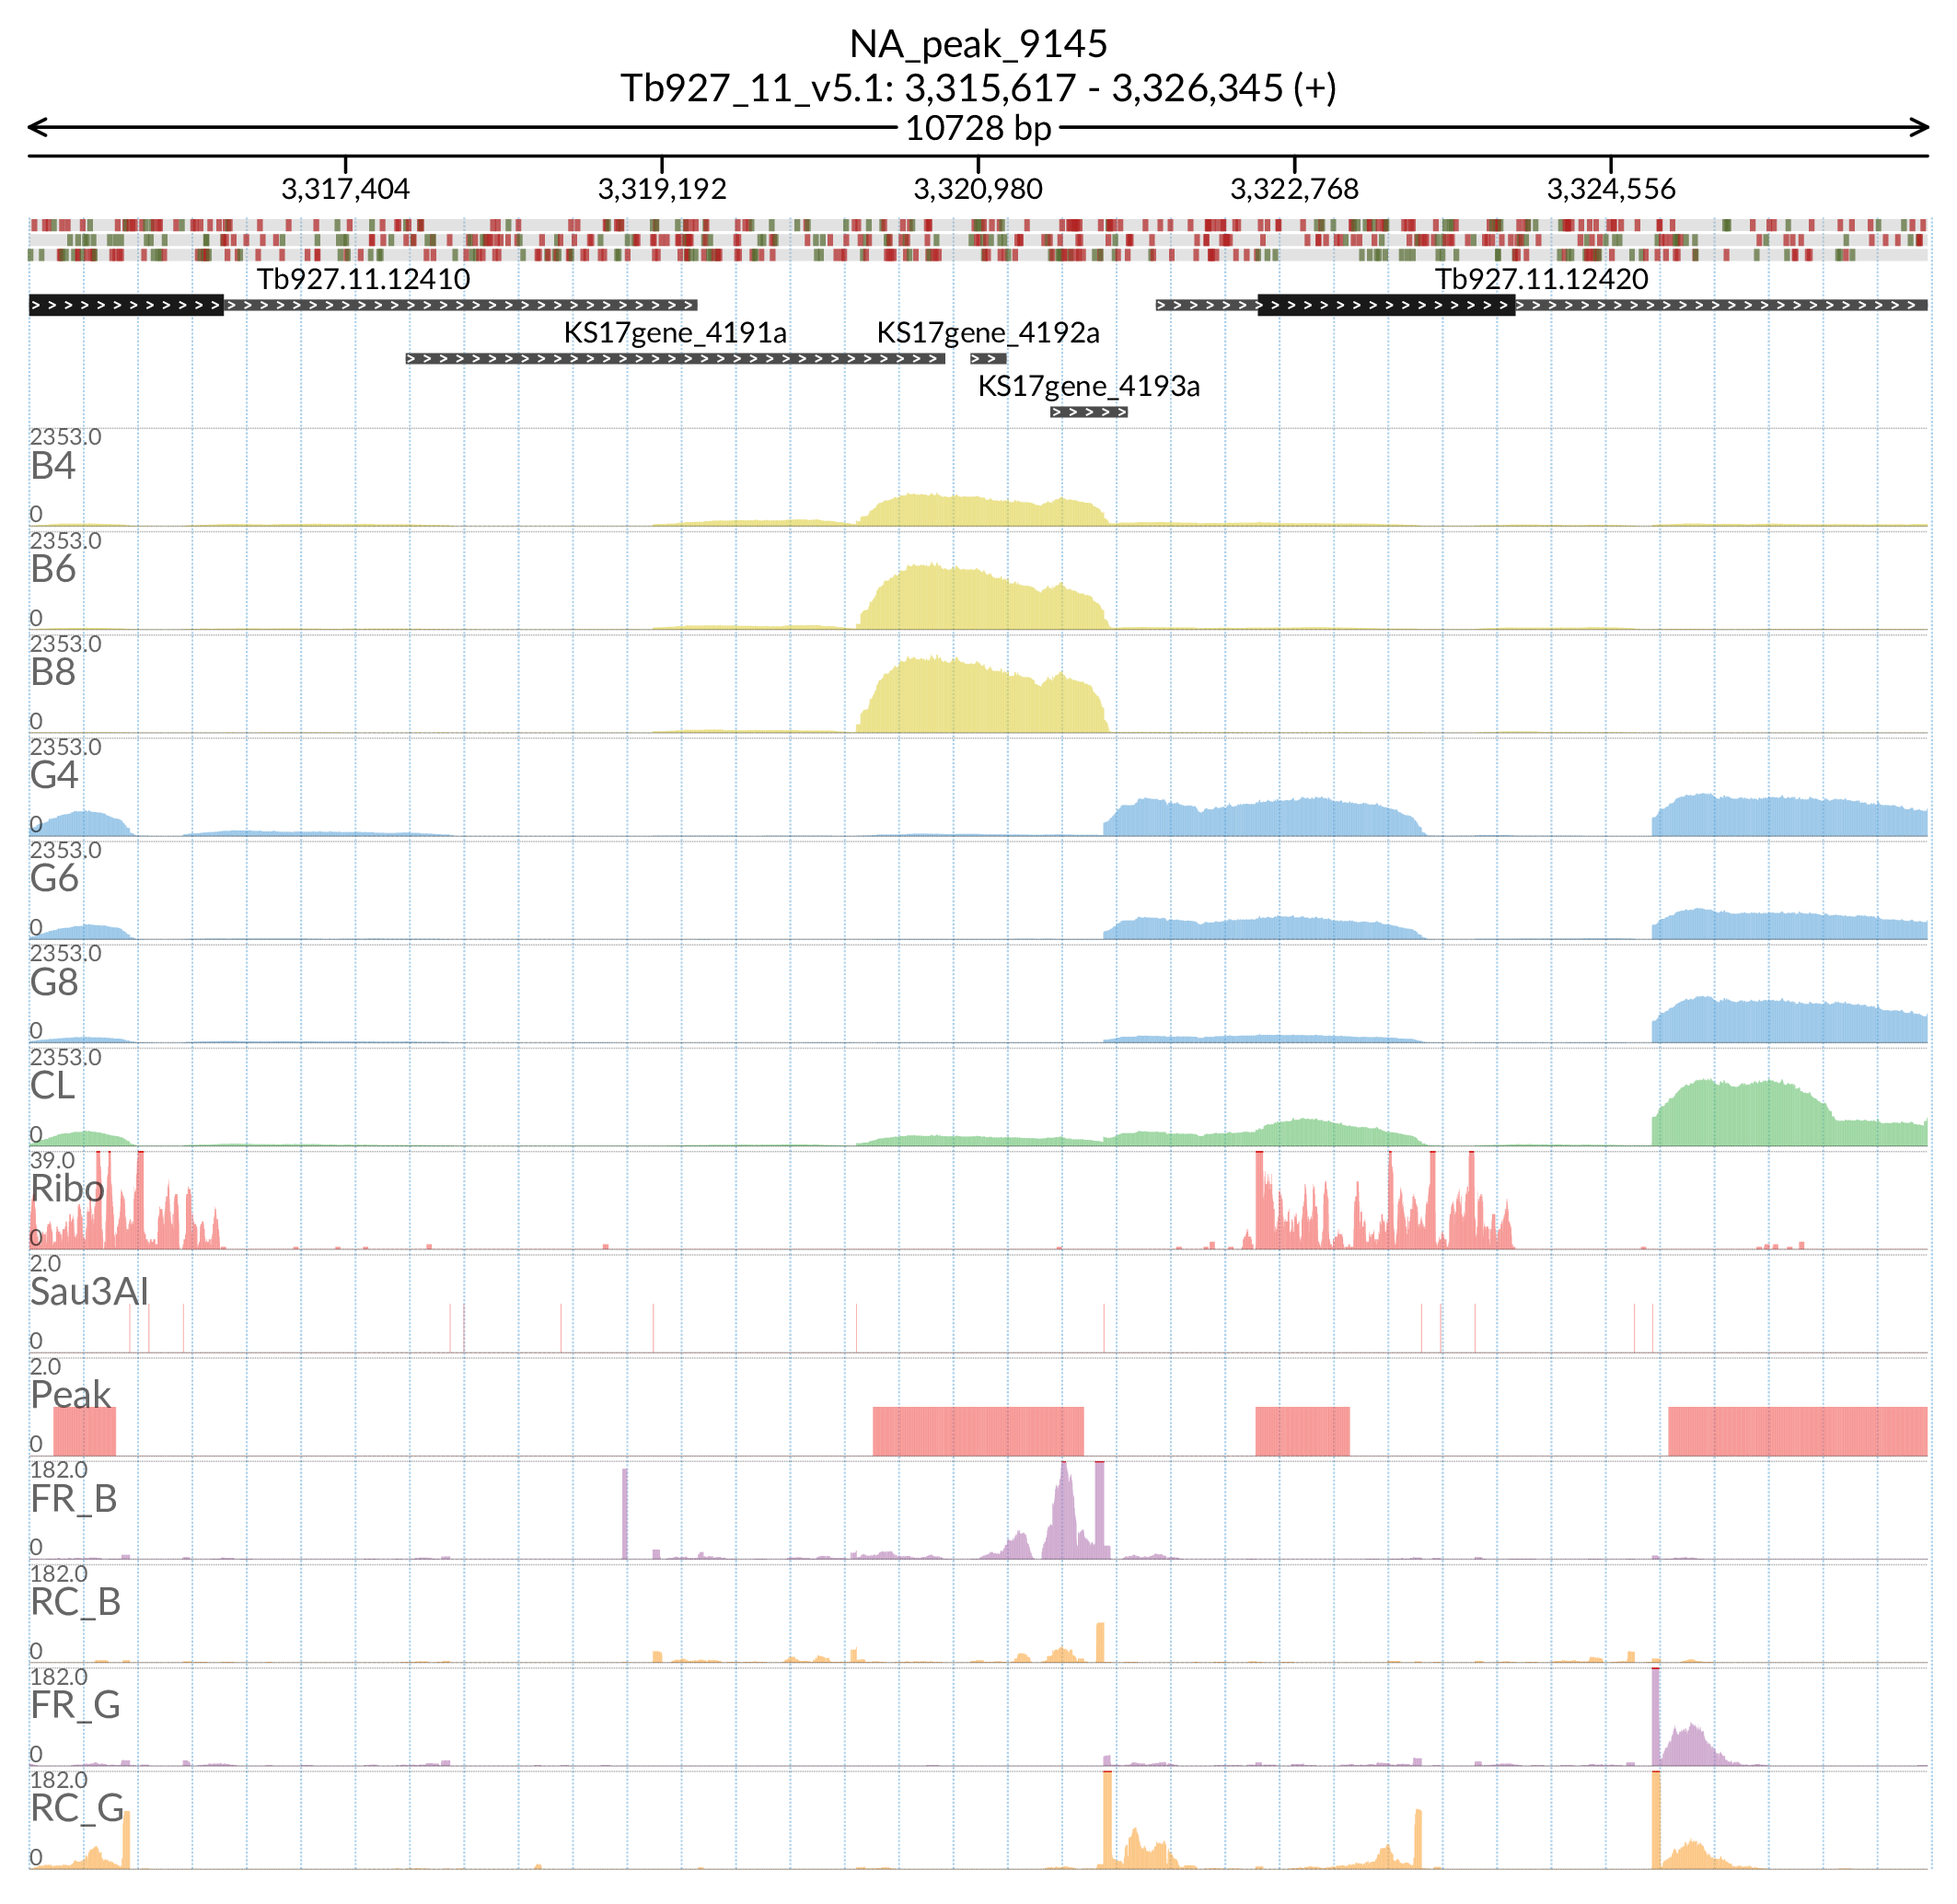 NA_peak_9145
Tb927_11_v5.1: 3,315,617 - 3,326,345 (+)
10728 bp
3,317,404 3,319,192 3,320,980 3,322,768 3,324,556
Tb927.11.12410 Tb927.11.12420
KS17gene_4191a KS17gene_4192a
KS17gene_4193a
2353.0
B4
0
2353.0
B6
0
2353.0
B8
0
2353.0
G4
0
2353.0
G6
0
2353.0
G8
0
2353.0
CL
0
39.0
Ribo
0
2.0
Sau3AI
0
2.0
Peak
0
182.0
FR_B
0
182.0
RC_B
0
182.0
FR_G
0
182.0
RC_G
0